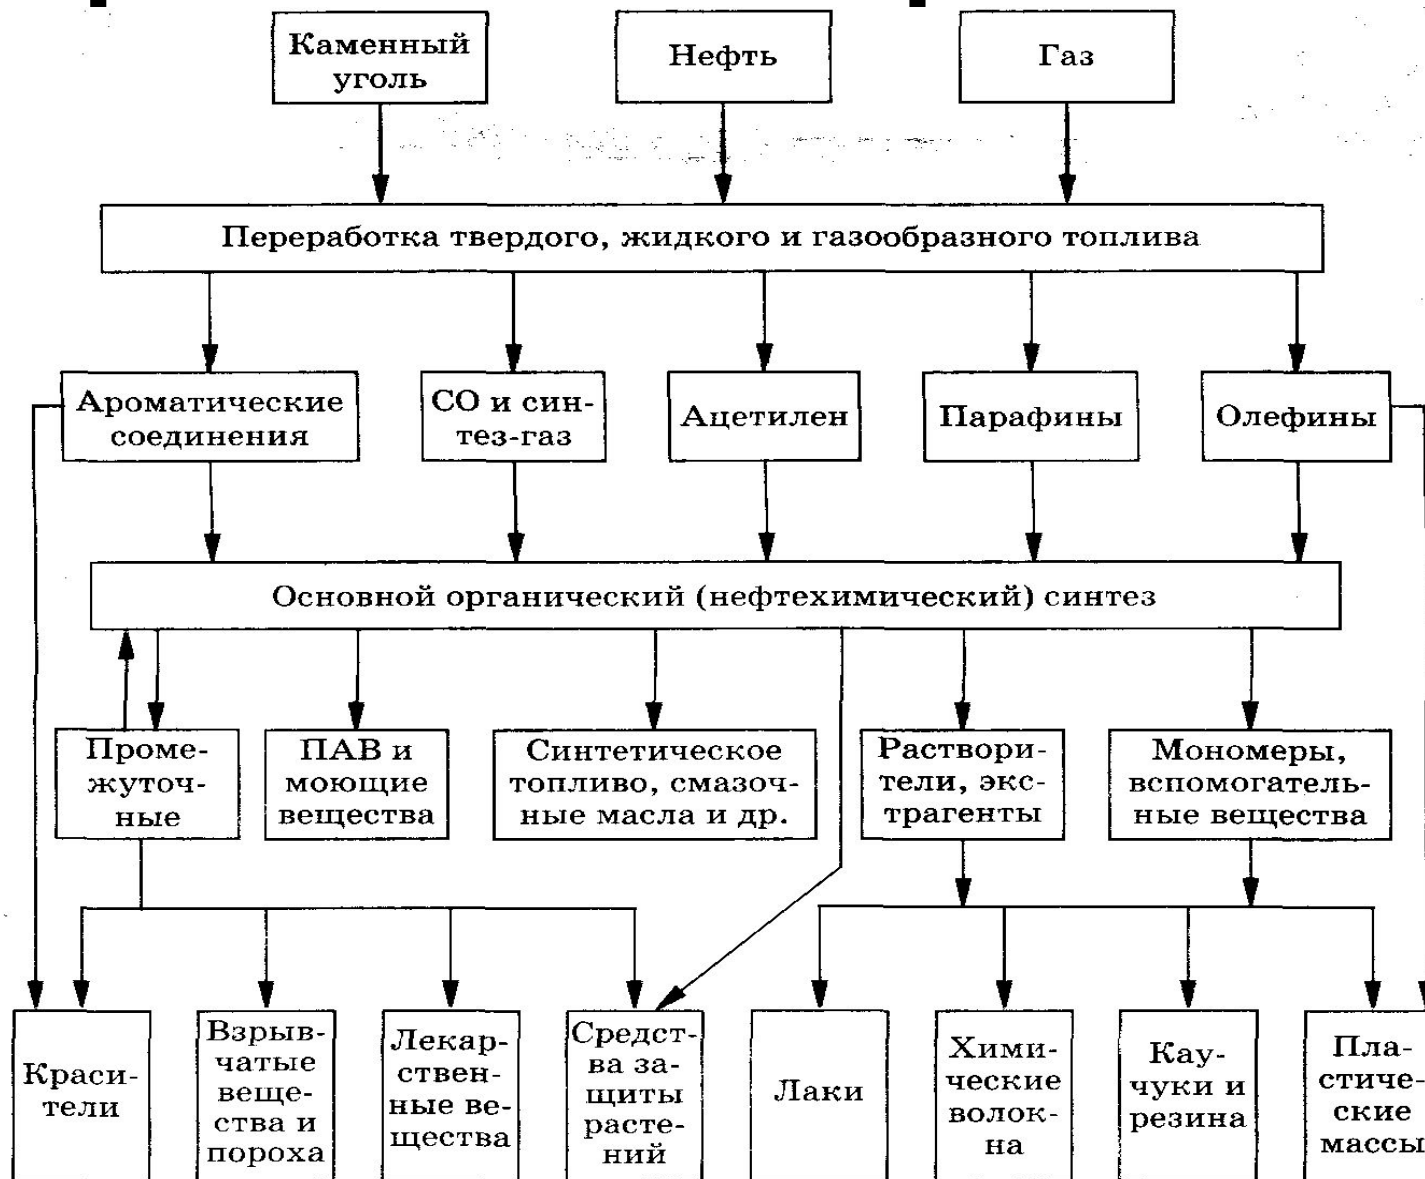 Каменный
уголь
Нефть
Газ
Переработка твердого, жидкого и газообразного топлива
Ароматические
соединения
СО и син-
тез-газ
Ацетилен
Парафины
Олефины
Основной органический (нефтехимический) синтез
Проме-
жуточ-
ные
ПАВ и
моющие
вещества
Синтетическое
топливо, смазоч-
ные масла и др.
Раствори-
тели, экс-
трагенты
Мономеры,
вспомогатель-
ные вещества
Краси-
тели
Взрыв-
чатые
веще-
ства и
пороха
Лекар-
ствен-
ные ве-
щества
Средст-
ва за-
щиты
расте-
ний
Лаки
Хими-
ческие
волок-
на
Кау-
чуки и
резина
Пла-
стиче-
ские
массы